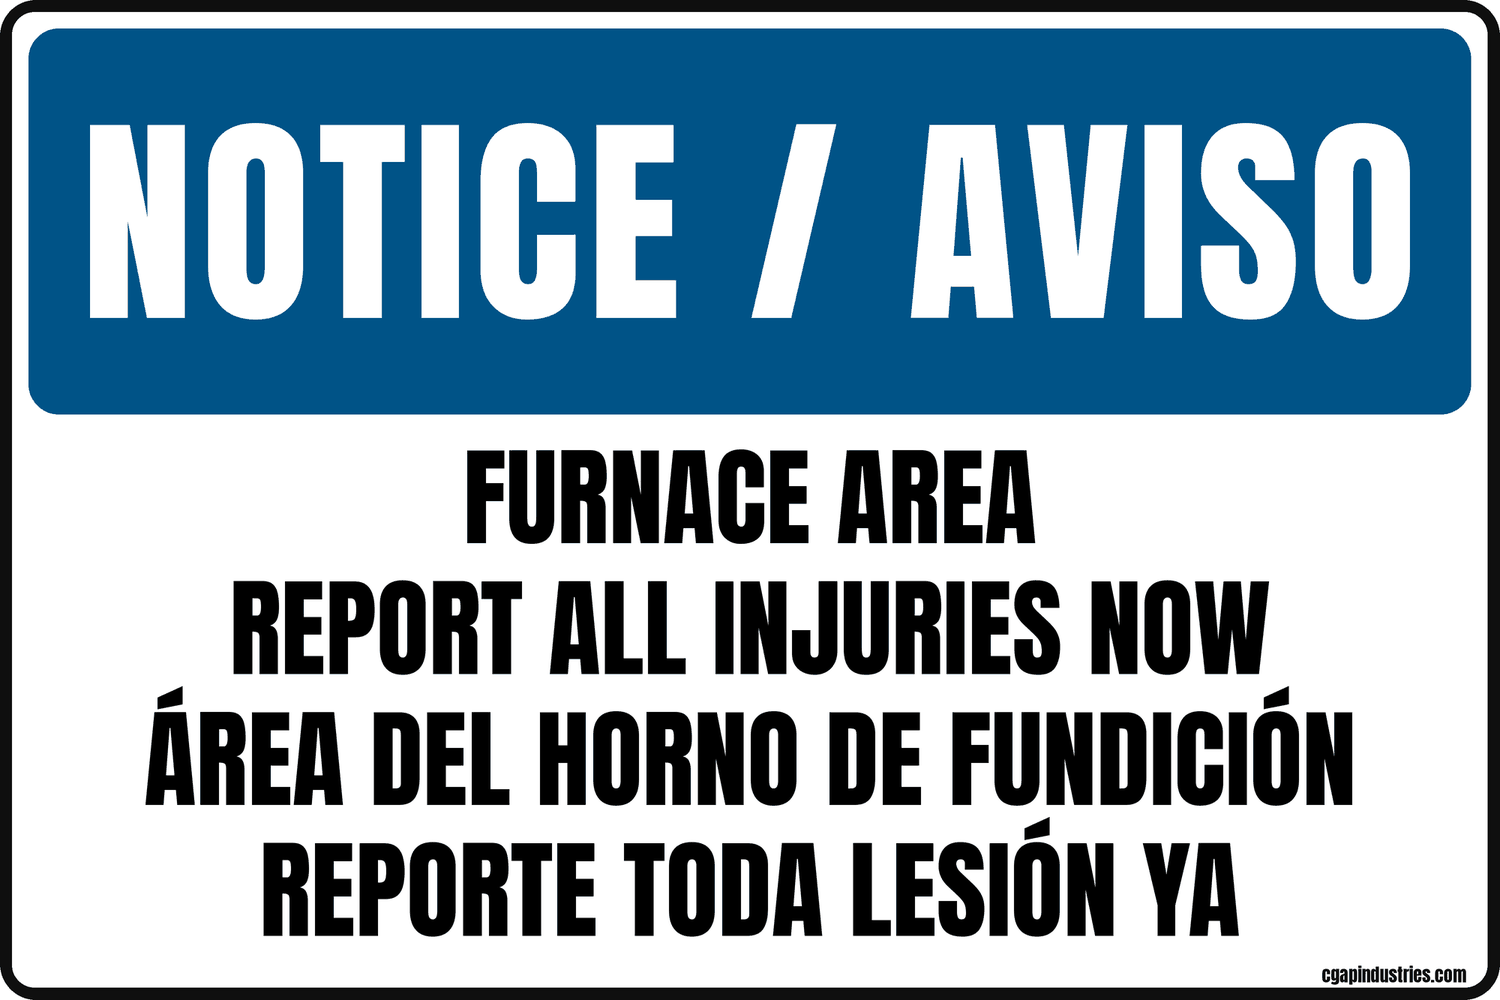 NOTICE / AVISO
FURNACE AREA
REPORT ALL INJURIES NOW
ÁREA DEL HORNO DE FUNDICIÓN
REPORTE TODA LESIÓN YA
cgapindustries.com